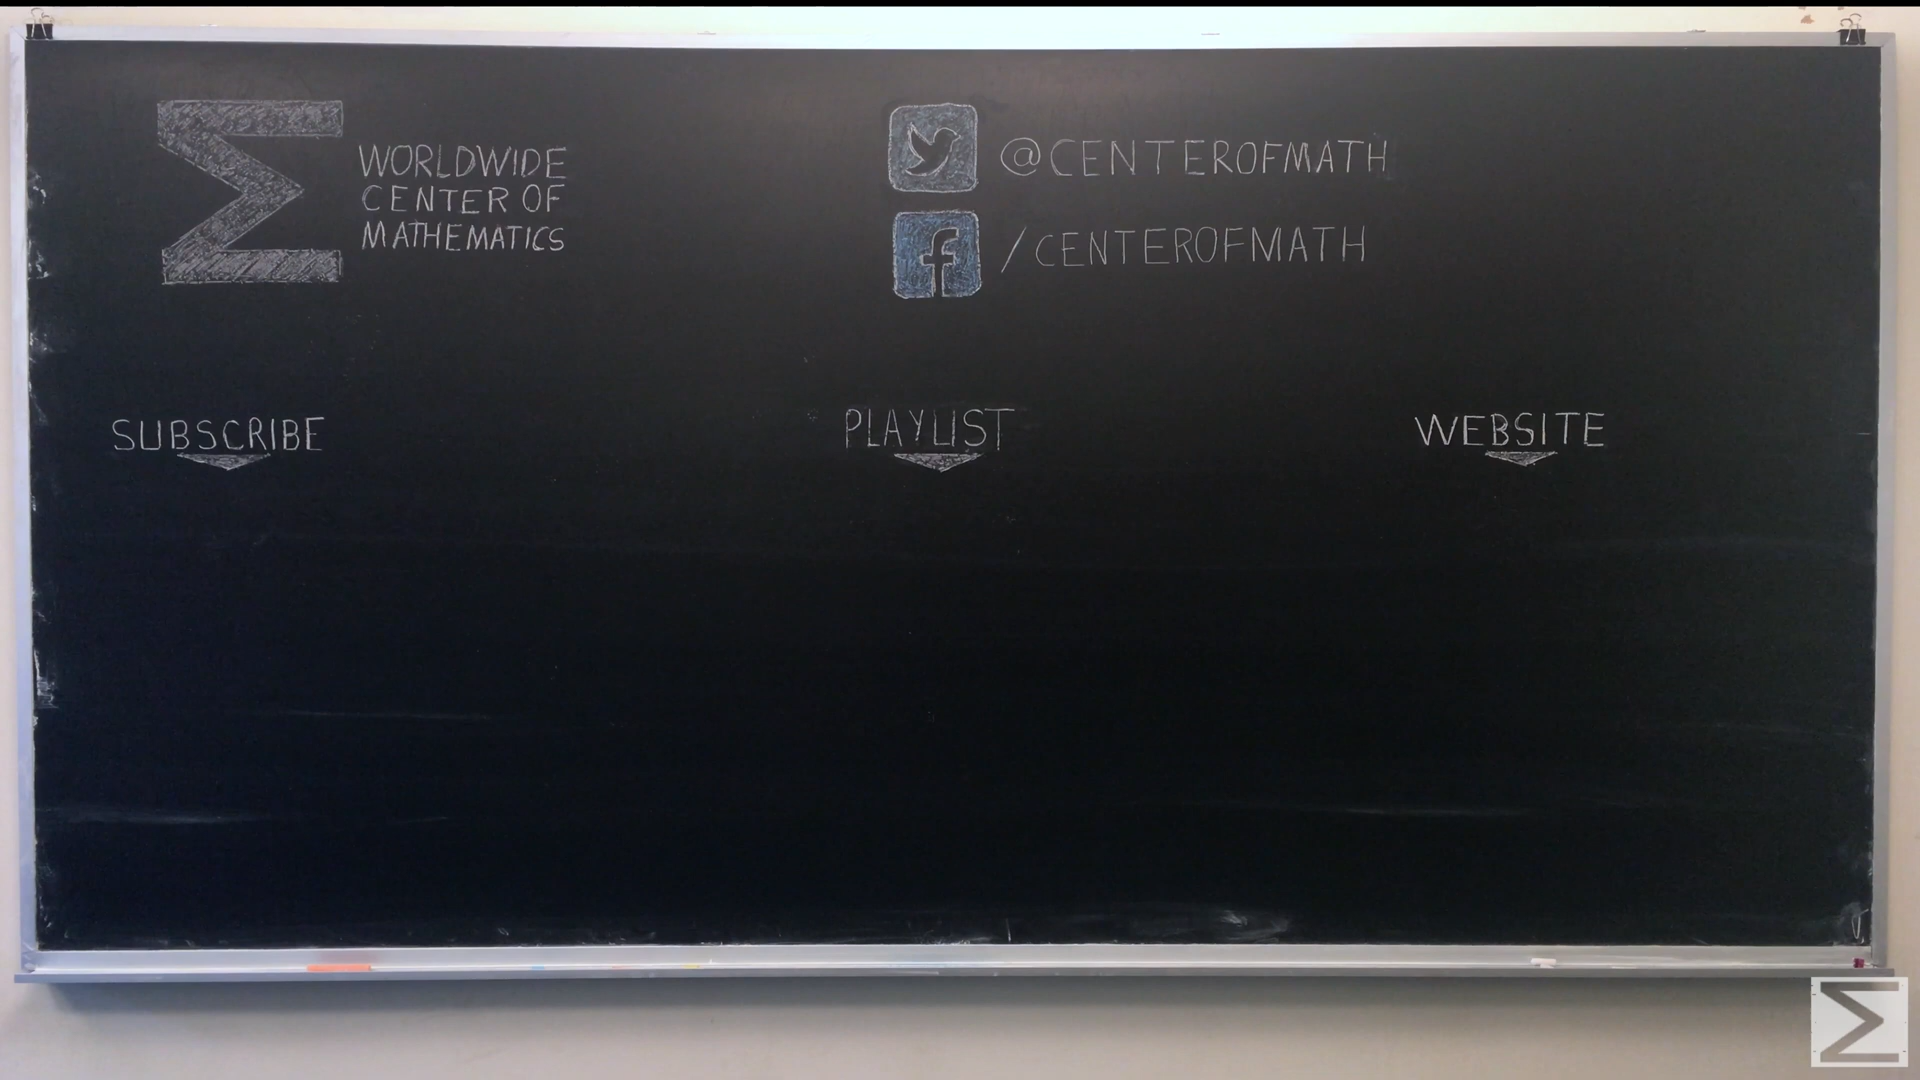 WORLDWIDE
CENTER OF
MATHEMATICS
@CENTEROFMATH
/CENTEROFMATH
SUBSCRIBE
PLAYLIST
WEBSITE